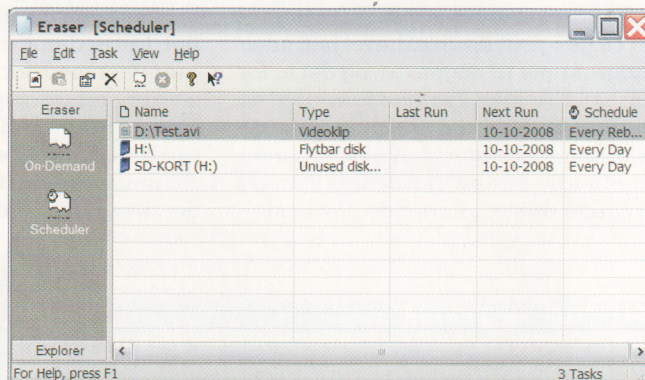 Eraser [Scheduler]
File Edit Task View Help
Eraser
Name Type Last Run Next Run Schedule
D:\Test.avi Videoklip 10-10-2008 Every Reb...
H:\ Flytbar disk 10-10-2008 Every Day
SD-KORT (H:) Unused disk... 10-10-2008 Every Day
On-Demand
Scheduler
Explorer
For Help, press F1 3 Tasks